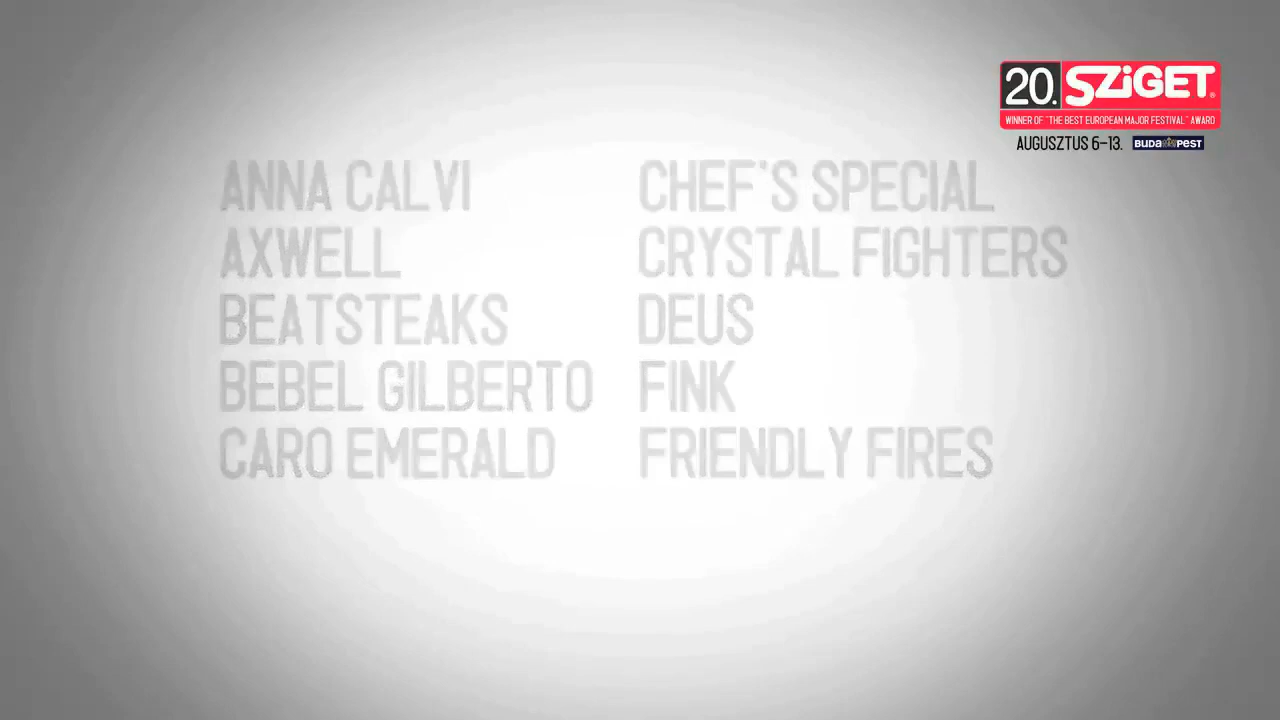 20. SZiGET
WINNER OF "THE BEST EUROPEAN MAJOR FESTIVAL" AWARD
AUGUSZTUS 6-13. BUDAPEST
ANNA CALVI
AXWELL
BEATSTEAKS
BEBEL GILBERTO
CARO EMERALD
CHEF'S SPECIAL
CRYSTAL FIGHTERS
DEUS
FINK
FRIENDLY FIRES